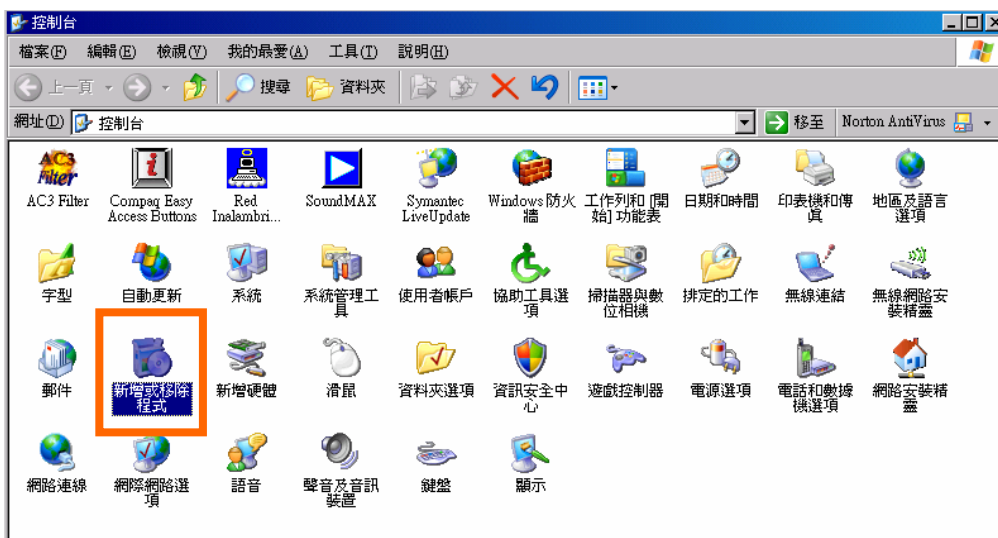 控制台
檔案(F) 編輯(E) 檢視(V) 我的最愛(A) 工具(T) 說明(H)
上一頁 搜尋 資料夾
網址(D) 控制台 移至 Norton AntiVirus
AC3 Filter
AC3 Filter
Compaq Easy
Access Buttons
Red
Inalambri...
SoundMAX
Symantec
LiveUpdate
Windows 防火
牆
工作列和 [開
始] 功能表
日期和時間
印表機和傳
真
地區及語言
選項
字型
自動更新
系統
系統管理工
具
使用者帳戶
協助工具選
項
掃描器與數
位相機
排定的工作
無線連結
無線網路安
裝精靈
郵件
新增或移除
程式
新增硬體
滑鼠
資料夾選項
資訊安全中
心
遊戲控制器
電源選項
電話和數據
機選項
網路安裝精
靈
網路連線
網際網路選
項
語音
聲音及音訊
裝置
鍵盤
顯示